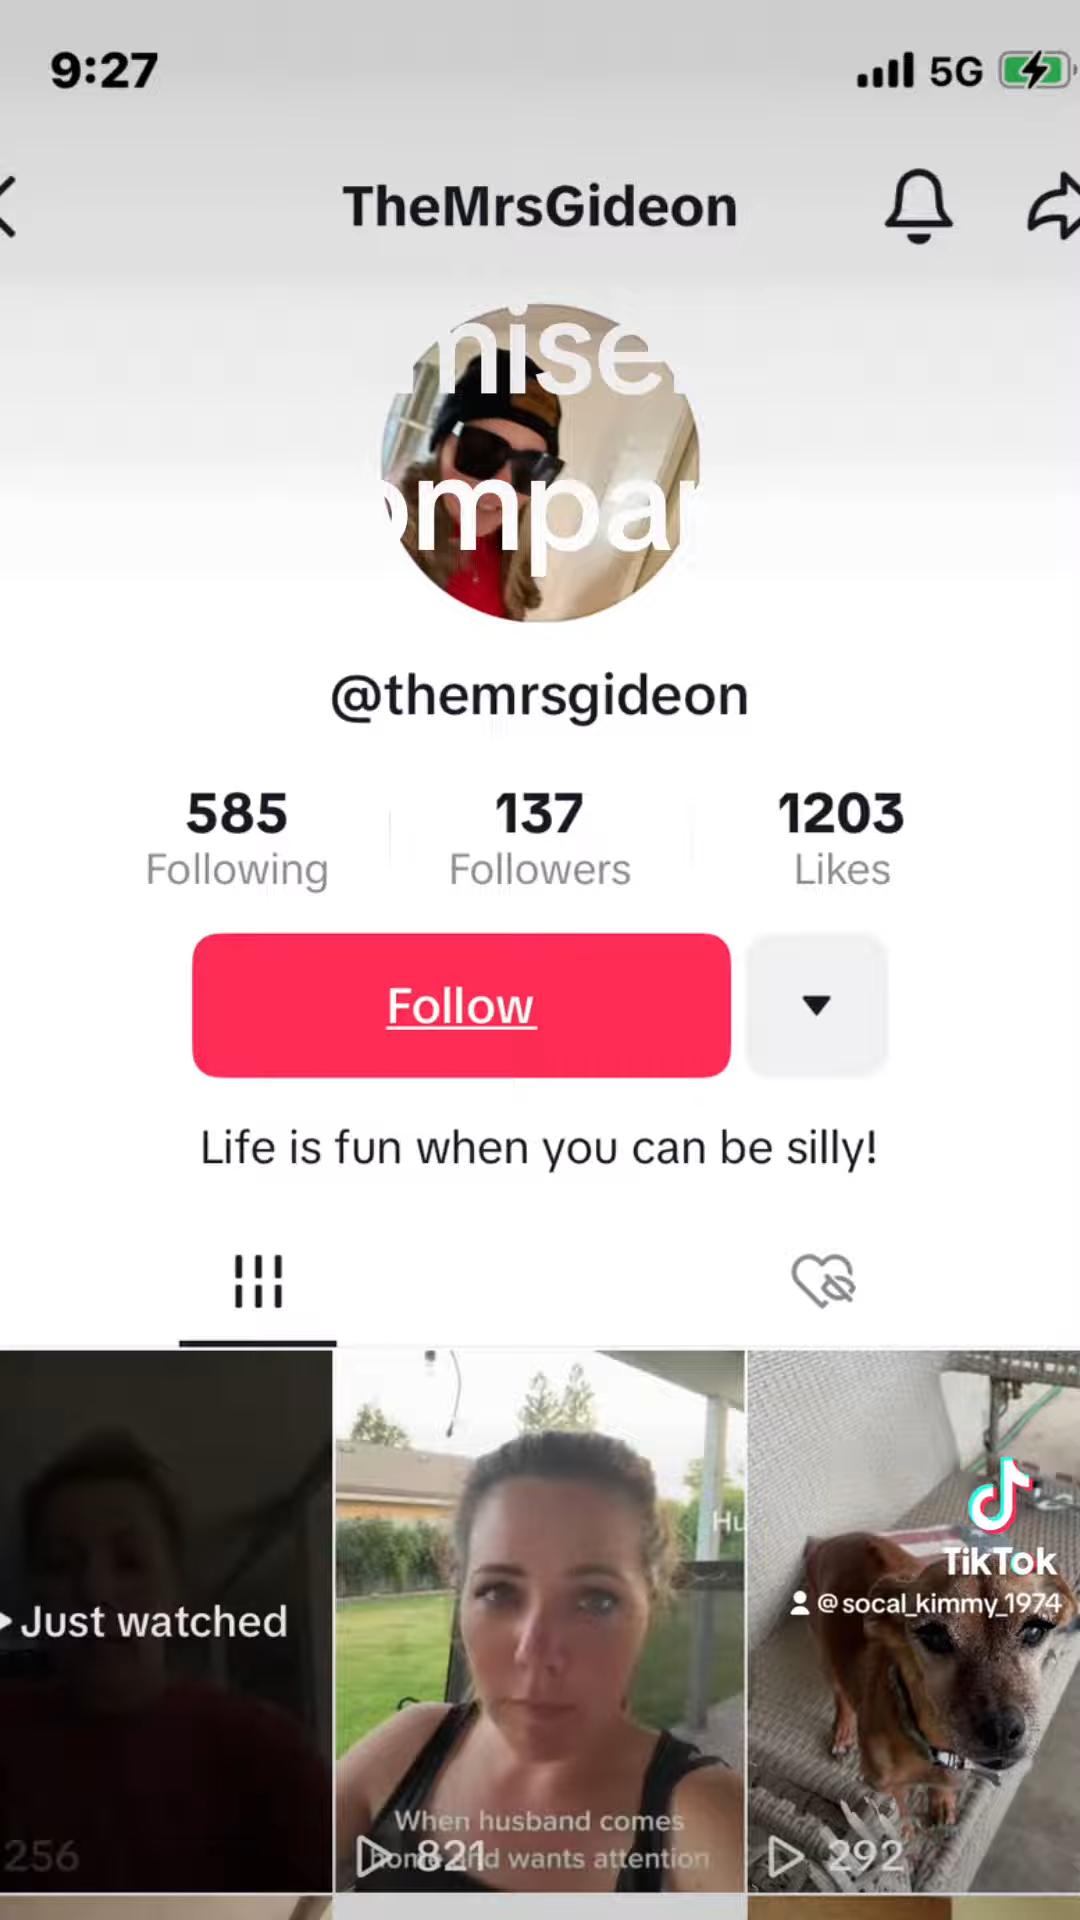 9:27
5G
TheMrsGideon
@themrsgideon
585
Following
137
Followers
1203
Likes
Follow
Life is fun when you can be silly!
Just watched
256
When husband comes
and wants attention
821
292
TikTok
@socal_kimmy_1974